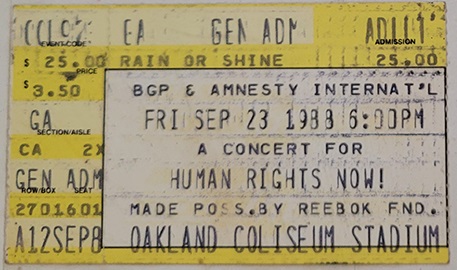 CCL92 EA GEN ADM ADULT
EVENT CODE ADMISSION
$ 25.00 RAIN OR SHINE 25.00
PRICE
$ 3.50
BGP & AMNESTY INTERNAT'L
GA FRI SEP 23 1988 6:00PM
SECTION/AISLE
CA 2X A CONCERT FOR
GEN ADM HUMAN RIGHTS NOW!
ROW/BOX SEAT
2701601 MADE POSS.BY REEBOK FND.
A12SEP8 OAKLAND COLISEUM STADIUM